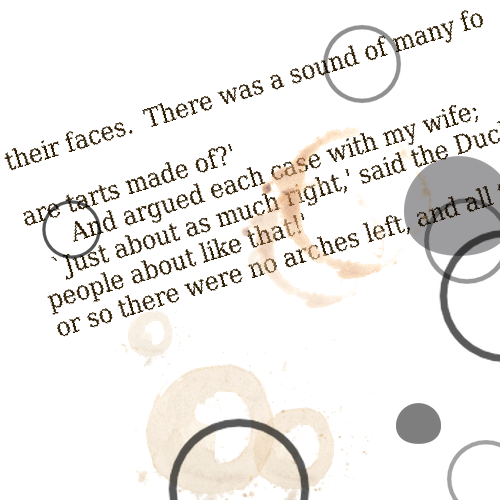 their faces. There was a sound of many fo
are tarts made of?'
And argued each case with my wife;
`Just about as much right,' said the Duc
people about like that!'
or so there were no arches left, and all